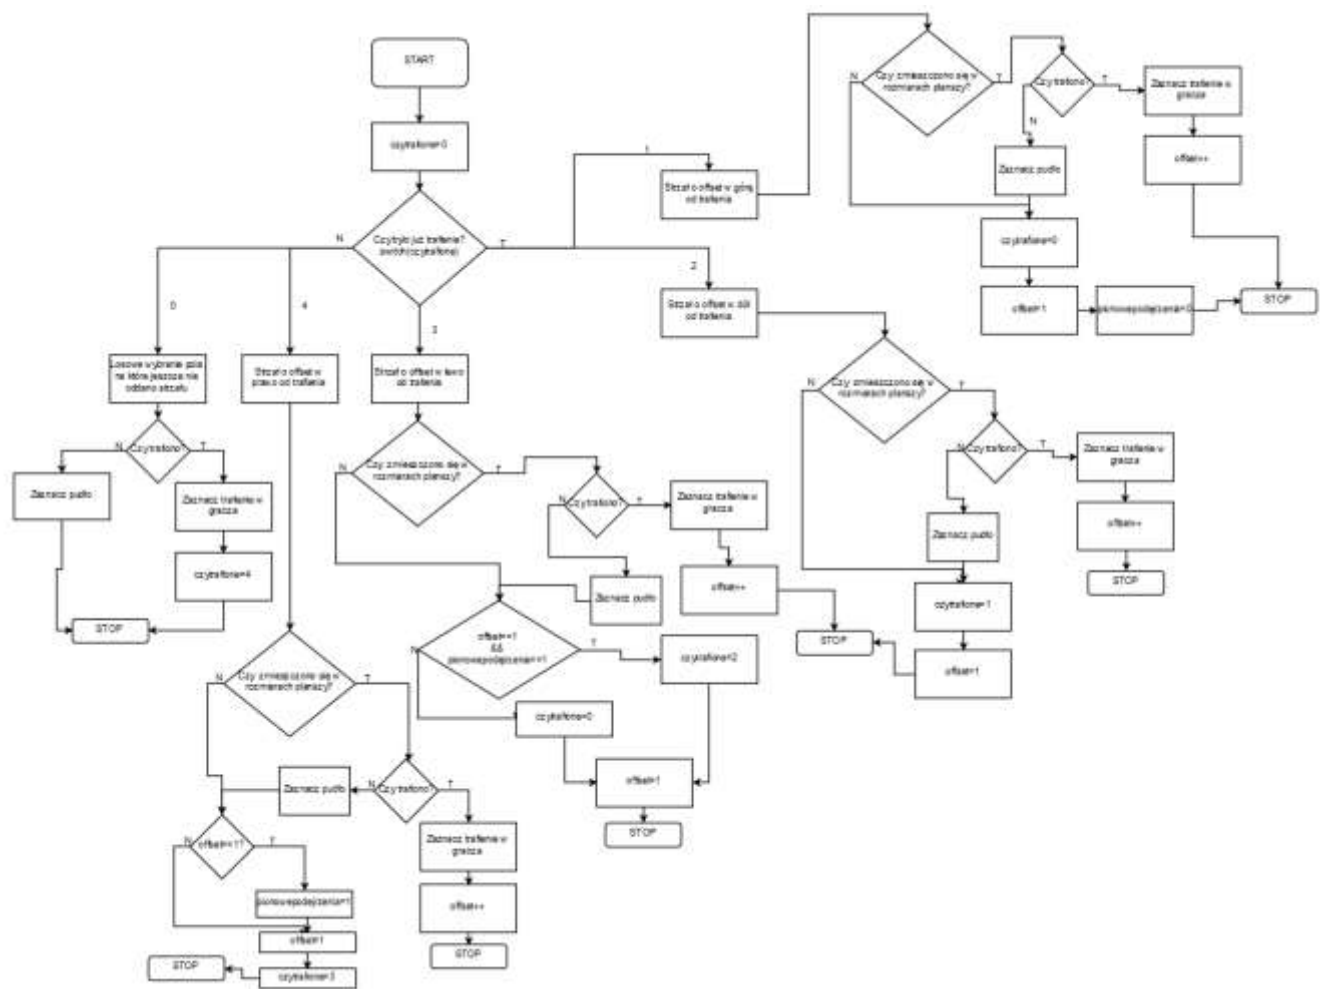 START
czytrafione=0
Czy było już trafienie?
switch(czytrafione)
N
T
0
4
3
1
2
Strzał o offset w górę
od trafienia
Czy zmieszczono się w
rozmiarach planszy?
N
T
Czy trafiono?
T
N
Zaznacz trafienie w
gracza
offset++
Zaznacz pudło
czytrafione=0
offset=1
pionowepodejrzenia=0
STOP
Strzał o offset w dół
od trafienia
Czy zmieszczono się w
rozmiarach planszy?
N
T
Czy trafiono?
N
T
Zaznacz trafienie w
gracza
offset++
STOP
Zaznacz pudło
czytrafione=1
offset=1
STOP
Losowe wybranie pola
na które jeszcze nie
oddano strzału
Czy trafiono?
N
T
Zaznacz pudło
Zaznacz trafienie w
gracza
czytrafione=4
STOP
Strzał o offset w
prawo od trafienia
Strzał o offset w lewo
od trafienia
Czy zmieszczono się w
rozmiarach planszy?
N
T
Czy trafiono?
N
T
Zaznacz trafienie w
gracza
offset++
Zaznacz pudło
offset==1
&&
pionowepodejrzenia==1
N
T
czytrafione=2
czytrafione=0
offset=1
STOP
Czy zmieszczono się w
rozmiarach planszy?
N
T
Czy trafiono?
N
T
Zaznacz pudło
Zaznacz trafienie w
gracza
offset++
STOP
offset==1?
N
T
pionowepodejrzenia=1
offset=1
czytrafione=3
STOP